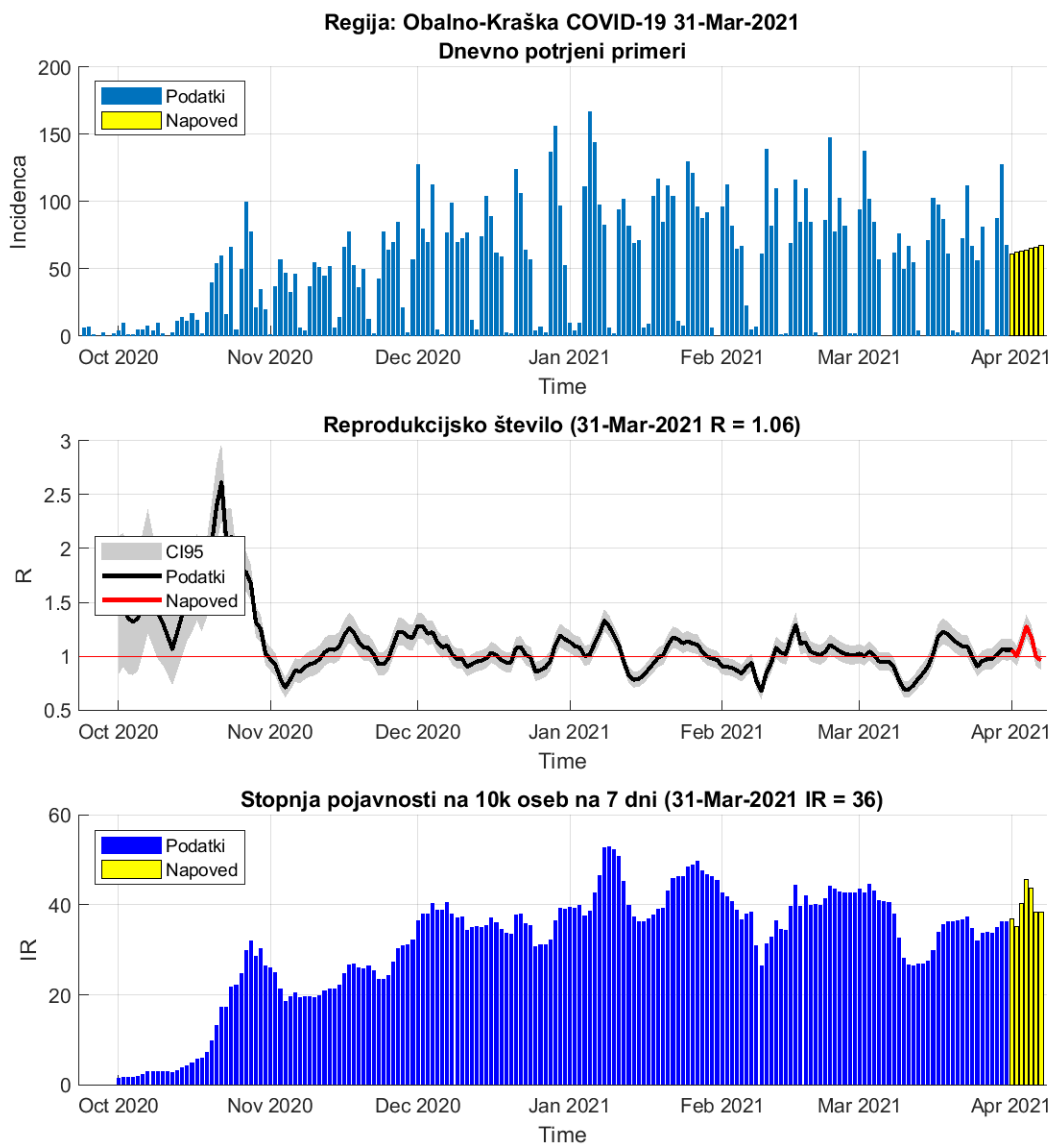 Regija: Obalno-Kraška COVID-19 31-Mar-2021
Dnevno potrjeni primeri
200
150
100
50
0
Incidenca
Podatki
Napoved
Oct 2020 Nov 2020 Dec 2020 Jan 2021 Feb 2021 Mar 2021 Apr 2021
Time
Reprodukcijsko število (31-Mar-2021 R = 1.06)
3
2.5
2
1.5
1
0.5
R
CI95
Podatki
Napoved
Oct 2020 Nov 2020 Dec 2020 Jan 2021 Feb 2021 Mar 2021 Apr 2021
Time
Stopnja pojavnosti na 10k oseb na 7 dni (31-Mar-2021 IR = 36)
60
40
20
0
IR
Podatki
Napoved
Oct 2020 Nov 2020 Dec 2020 Jan 2021 Feb 2021 Mar 2021 Apr 2021
Time